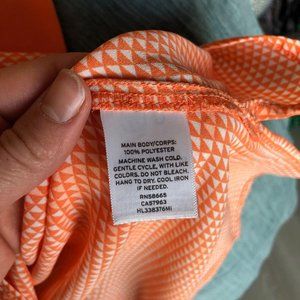 MAIN BODY/CORPS:
100% POLYESTER
MACHINE WASH COLD,
GENTLE CYCLE, WITH LIKE
COLORS. DO NOT BLEACH.
HANG TO DRY. COOL IRON
IF NEEDED.
RN58665
CA57963
HL338376MI